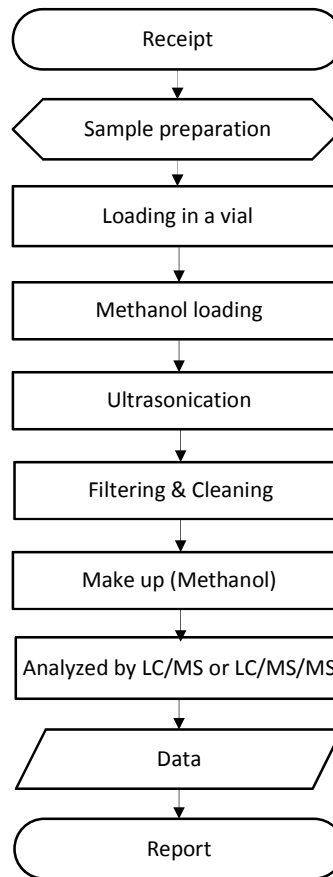 Receipt
Sample preparation
Loading in a vial
Methanol loading
Ultrasonication
Filtering & Cleaning
Make up (Methanol)
Analyzed by LC/MS or LC/MS/MS
Data
Report